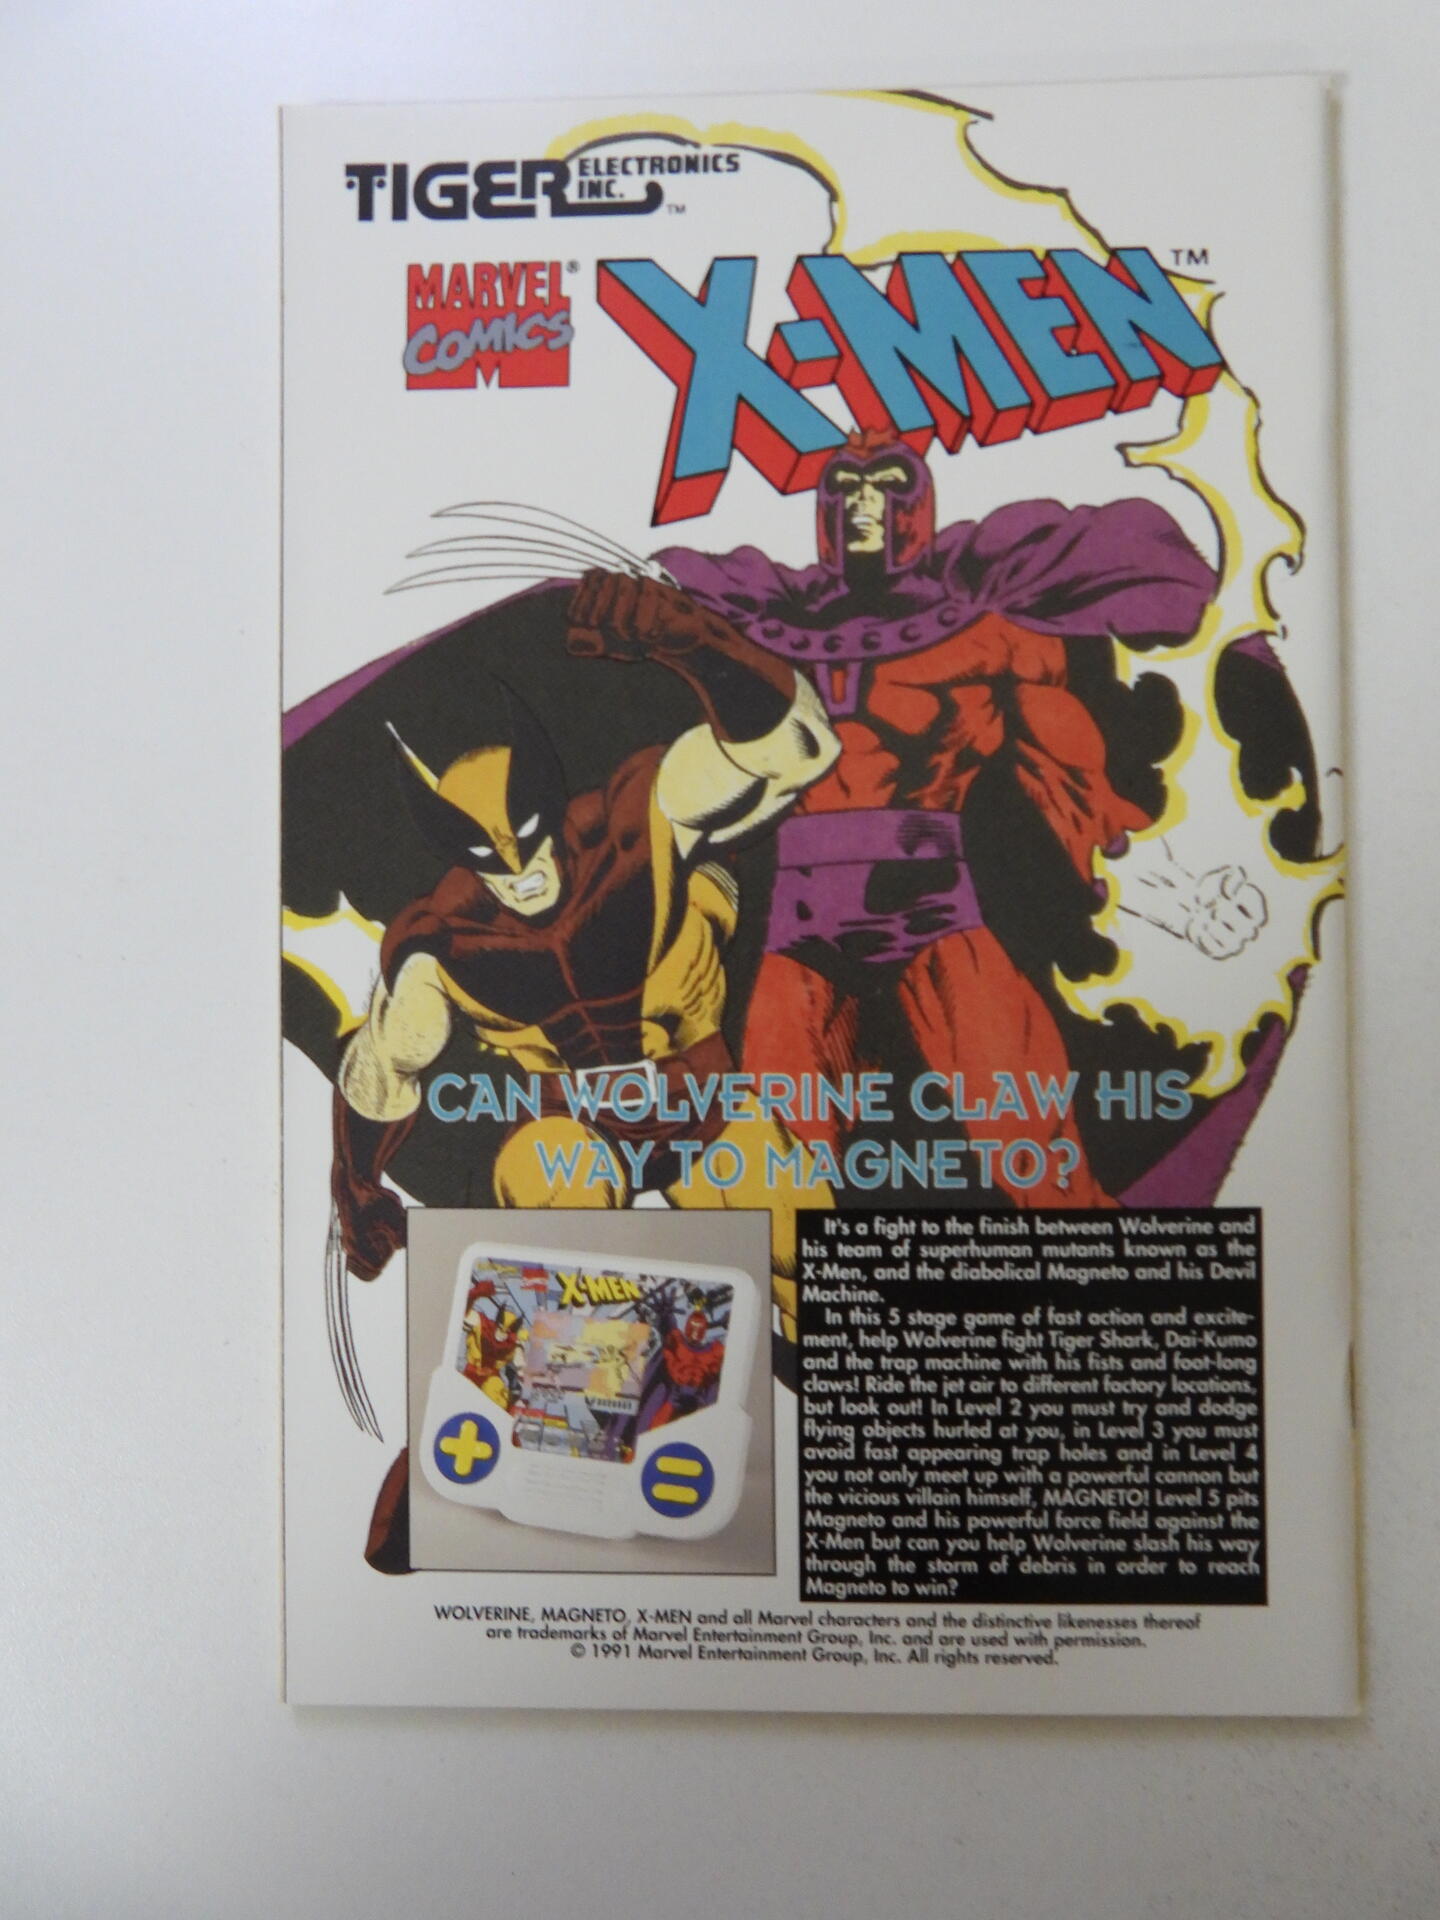 TIGER ELECTRONICS
INC. ™
MARVEL®
COMICS
X-MEN™
CAN WOLVERINE CLAW HIS
WAY TO MAGNETO?
X-MEN
It's a fight to the finish between Wolverine and
his team of superhuman mutants known as the
X-Men, and the diabolical Magneto and his Devil
Machine.
In this 5 stage game of fast action and excite-
ment, help Wolverine fight Tiger Shark, Dai-Kumo
and the trap machine with his fists and foot-long
claws! Ride the jet air to different factory locations,
but look out! In Level 2 you must try and dodge
flying objects hurled at you, in Level 3 you must
avoid fast appearing trap holes and in Level 4
you not only meet up with a powerful cannon but
the vicious villain himself, MAGNETO! Level 5 pits
Magneto and his powerful force field against the
X-Men but can you help Wolverine slash his way
through the storm of debris in order to reach
Magneto to win?
WOLVERINE, MAGNETO, X-MEN and all Marvel characters and the distinctive likenesses thereof
are trademarks of Marvel Entertainment Group, Inc. and are used with permission.
© 1991 Marvel Entertainment Group, Inc. All rights reserved.